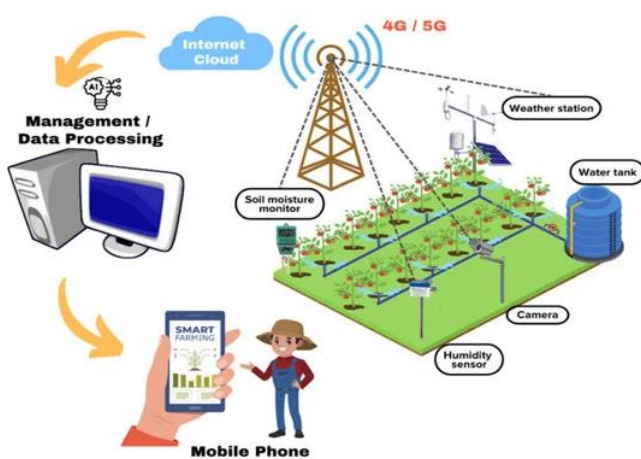 Internet
Cloud
4G / 5G
AI
Management /
Data Processing
Weather station
Water tank
Soil moisture
monitor
Camera
Humidity
sensor
SMART
FARMING
Mobile Phone